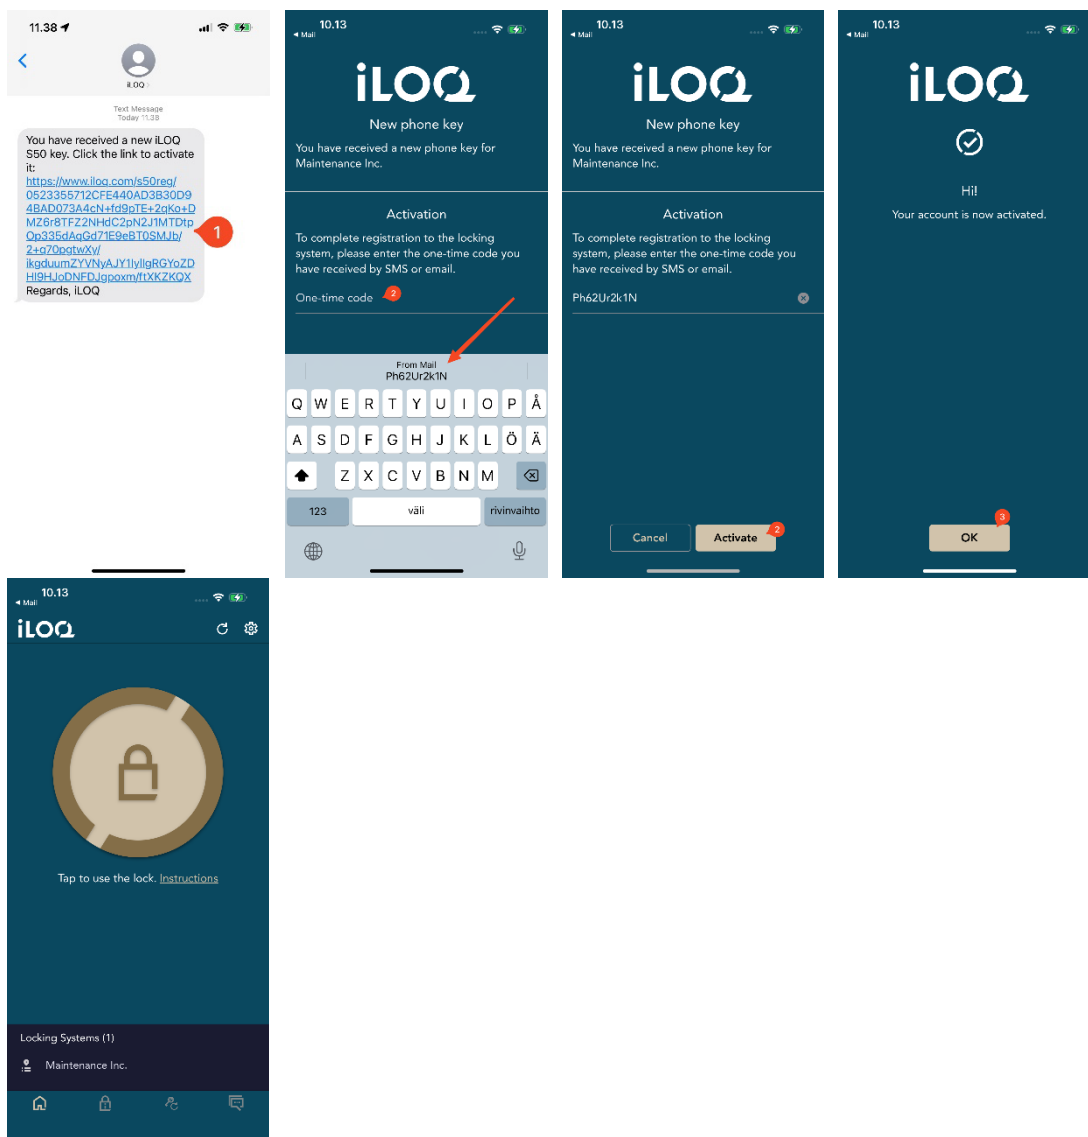 11.38
iLOQ
Text Message
Today 11.38
You have received a new iLOQ
S50 key. Click the link to activate
it:
https://www.iloq.com/s50reg/
0523355712CFE440AD3B30D9
4BAD073A4cN+fd9pTE+2qKo+D
MZ6r8TFZ2NHdC2pN2J1MTDtp
Op335dAqGd71E9eBT0SMJb/
2+q70pqtwXy/
ikgduumZYVNyAJY1IyIlgRGYoZD
HI9HJoDNFDJgpoxm/ftXKZKQX
Regards, iLOQ
1
10.13
Mail
iLOQ
New phone key
You have received a new phone key for
Maintenance Inc.
Activation
To complete registration to the locking
system, please enter the one-time code you
have received by SMS or email.
One-time code
2
From Mail
Ph62Ur2k1N
Q W E R T Y U I O P Å
A S D F G H J K L Ö Ä
Z X C V B N M
123 väli rivinvaihto
10.13
Mail
iLOQ
New phone key
You have received a new phone key for
Maintenance Inc.
Activation
To complete registration to the locking
system, please enter the one-time code you
have received by SMS or email.
Ph62Ur2k1N
Cancel Activate
2
10.13
Mail
iLOQ
Hi!
Your account is now activated.
3
OK
10.13
Mail
iLOQ
Tap to use the lock. Instructions
Locking Systems (1)
Maintenance Inc.